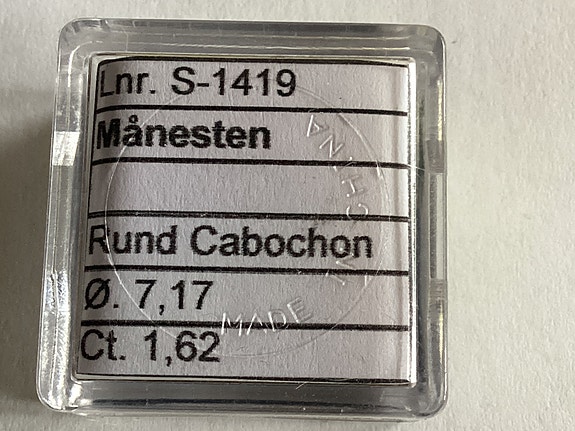 Lnr. S-1419
Månesten
Rund Cabochon
Ø. 7,17
Ct. 1,62
MADE IN CHINA